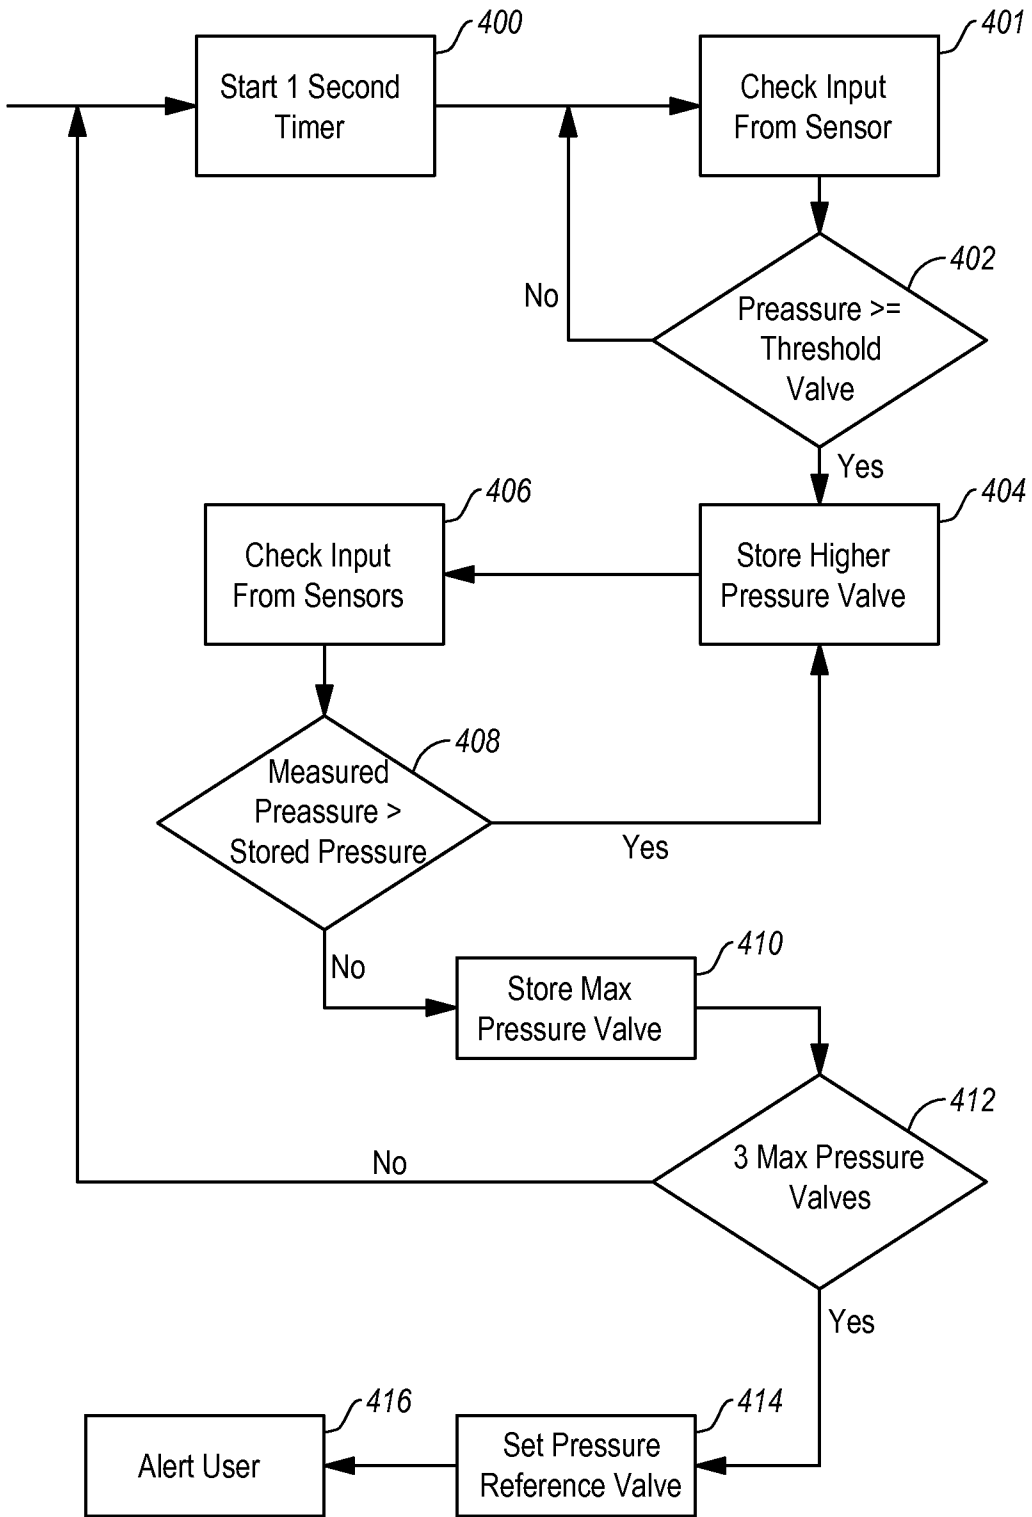 400
Start 1 Second
Timer
401
Check Input
From Sensor
402
Preassure >=
Threshold
Valve
No
Yes
404
Store Higher
Pressure Valve
406
Check Input
From Sensors
408
Measured
Preassure >
Stored Pressure
Yes
No
410
Store Max
Pressure Valve
412
3 Max Pressure
Valves
No
Yes
414
Set Pressure
Reference Valve
416
Alert User